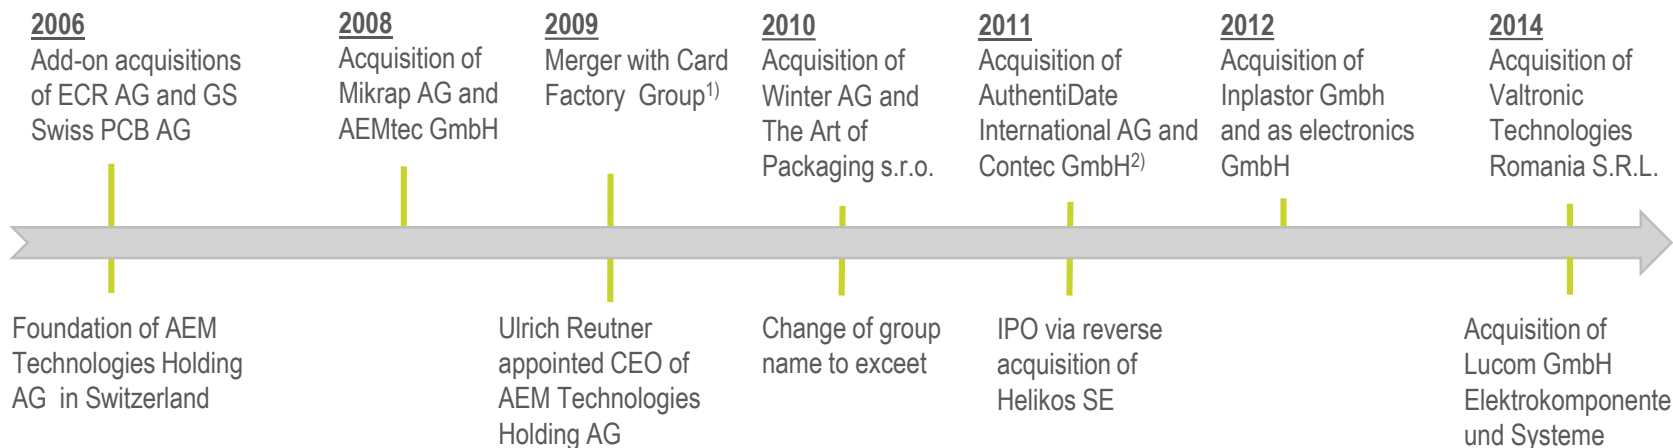 2006
Add-on acquisitions
of ECR AG and GS
Swiss PCB AG
2008
Acquisition of
Mikrap AG and
AEMtec GmbH
2009
Merger with Card
Factory Group1)
2010
Acquisition of
Winter AG and
The Art of
Packaging s.r.o.
2011
Acquisition of
AuthentiDate
International AG and
Contec GmbH2)
2012
Acquisition of
Inplastor Gmbh
and as electronics
GmbH
2014
Acquisition of
Valtronic
Technologies
Romania S.R.L.
Foundation of AEM
Technologies Holding
AG in Switzerland
Ulrich Reutner
appointed CEO of
AEM Technologies
Holding AG
Change of group
name to exceet
IPO via reverse
acquisition of
Helikos SE
Acquisition of
Lucom GmbH
Elektrokomponente
und Systeme